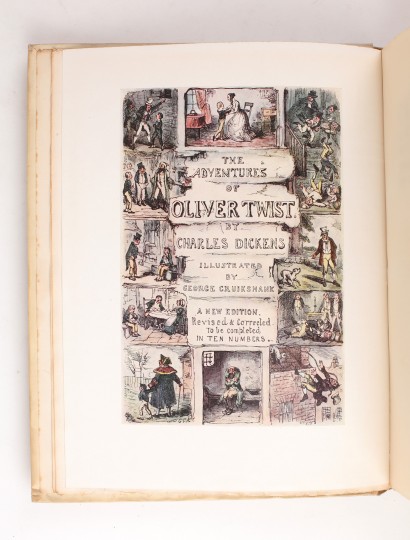 THE
ADVENTURES
OF
OLIVER TWIST.
BY
CHARLES DICKENS
ILLUSTRATED
BY
GEORGE CRUIKSHANK
A NEW EDITION,
Revised & Corrected
to be completed
IN TEN NUMBERS.